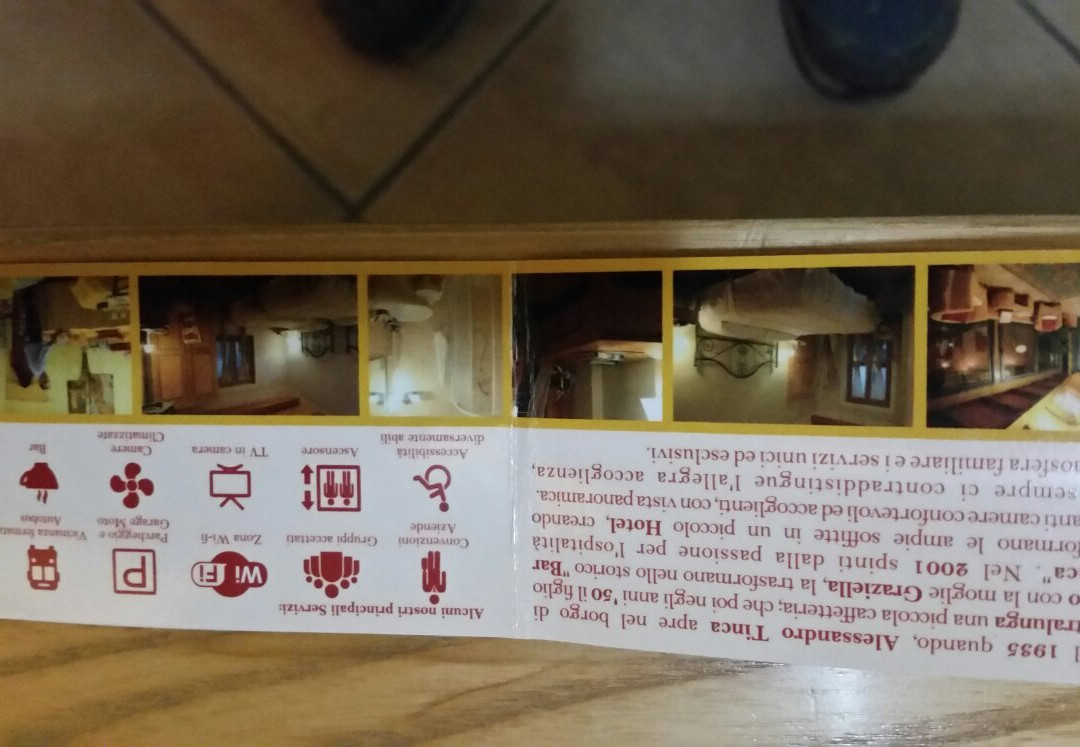 l 1935 quando, Alessandro Tinca apre nel borgo di
tralunga una piccola caffetteria; che poi negli anni '50 il figlio
o con la moglie Graziella, la trasformano nello storico "Bar
ca". Nel 2001 spinti dalla passione per l'ospitalità
formano le ampie soffitte in un piccolo Hotel, creando
anti camere confortevoli ed accoglienti, con vista panoramica.
sempre ci contraddistingue l'allegra accoglienza,
mosfera familiare e i servizi unici ed esclusivi.
Alcuni nostri principali Servizi:
Convenzioni
Aziende
Gruppi accettati
Wi Fi
Zona Wi-fi
P
Parcheggio e
Garage Moto
Vicinanza fermata
Autobus
Accessibilità
diversamente abili
Ascensore
TV in camera
Camere
Climatizzate
Bar